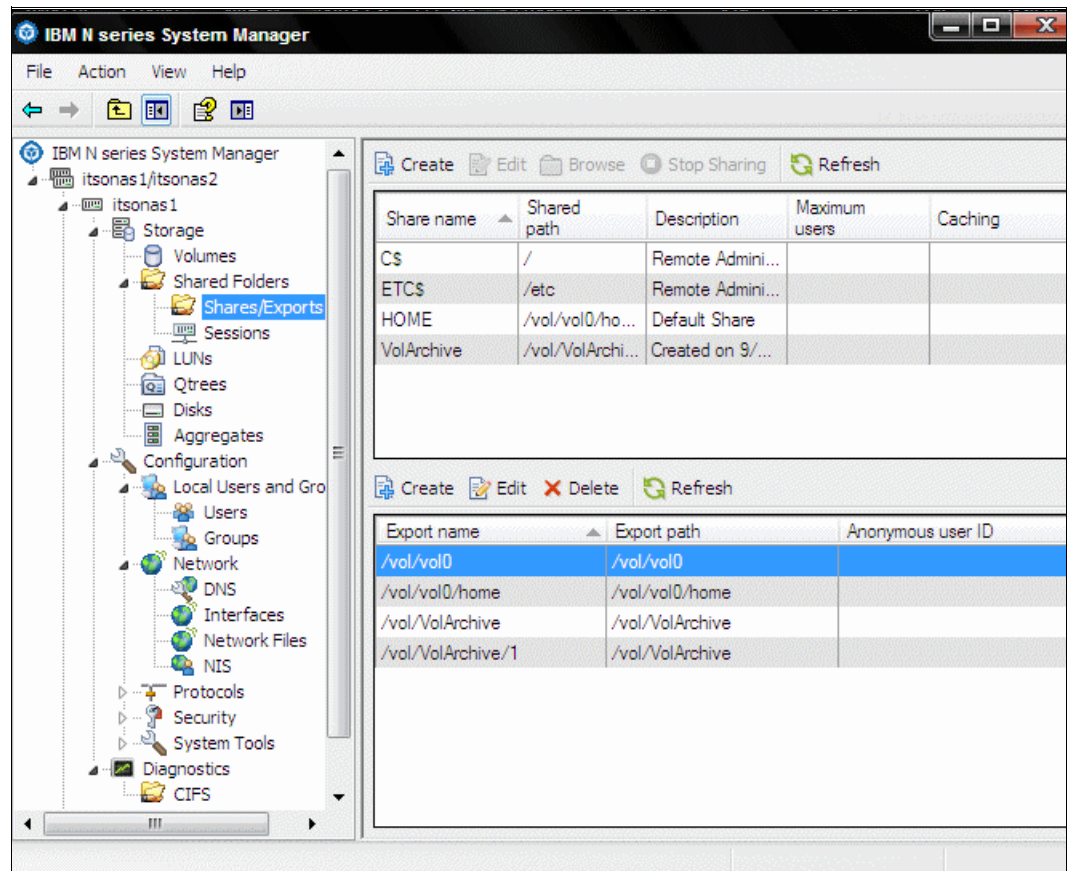 IBM N series System Manager
File Action View Help
IBM N series System Manager
itsonas1/itsonas2
itsonas1
Storage
Volumes
Shared Folders
Shares/Exports
Sessions
LUNs
Qtrees
Disks
Aggregates
Configuration
Local Users and Gro
Users
Groups
Network
DNS
Interfaces
Network Files
NIS
Protocols
Security
System Tools
Diagnostics
CIFS
Create Edit Browse Stop Sharing Refresh
Share name Shared path Description Maximum users Caching
C$ / Remote Admini...
ETC$ /etc Remote Admini...
HOME /vol/vol0/ho... Default Share
VolArchive /vol/VolArchi... Created on 9/...
Create Edit Delete Refresh
Export name Export path Anonymous user ID
/vol/vol0 /vol/vol0
/vol/vol0/home /vol/vol0/home
/vol/VolArchive /vol/VolArchive
/vol/VolArchive/1 /vol/VolArchive